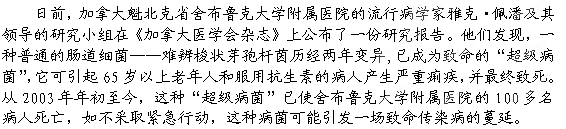 日前，加拿大魁北克省舍布鲁克大学附属医院的流行病学家雅克·佩潘及其
领导的研究小组在《加拿大医学会杂志》上公布了一份研究报告。他们发现，一
种普通的肠道细菌——难辨梭状芽孢杆菌历经两年变异，已成为致命的“超级病
菌”，它可引起 65 岁以上老年人和服用抗生素的病人产生严重痢疾，并最终致死。
从 2003 年年初至今，这种“超级病菌”已使舍布鲁克大学附属医院的 100 多名
病人死亡，如不采取紧急行动，这种病菌可能引发一场致命传染病的蔓延。